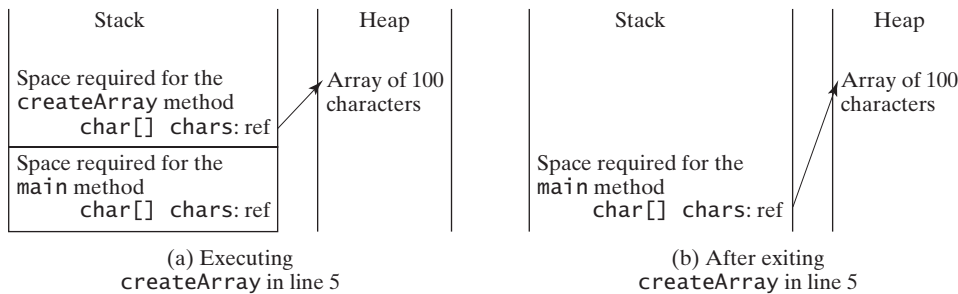 Stack
Heap
Space required for the
createArray method
char[] chars: ref
Array of 100
characters
Space required for the
main method
char[] chars: ref
(a) Executing
createArray in line 5
Stack
Heap
Array of 100
characters
Space required for the
main method
char[] chars: ref
(b) After exiting
createArray in line 5